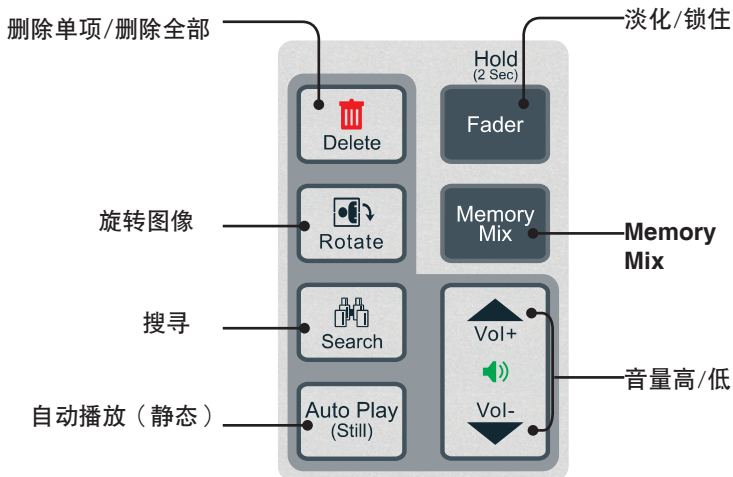 删除单项/删除全部
淡化/锁住
Hold
(2 Sec)
Delete
Fader
旋转图像
Rotate
Memory
Mix
Memory
Mix
搜寻
Search
Vol+
音量高/低
自动播放（静态）
Auto Play
(Still)
Vol-